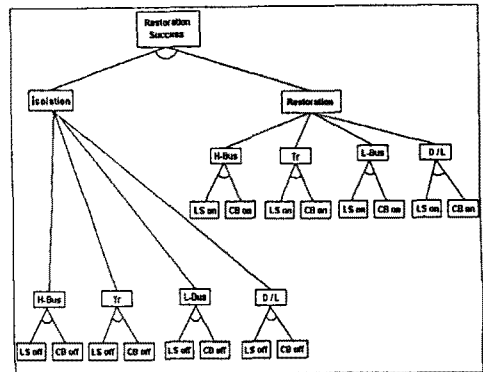 Restoration
Success
Isolation
Restoration
H-Bus
Tr
L-Bus
D / L
LS on
CB on
LS on
CB on
LS on
CB on
LS on
CB on
H-Bus
Tr
L-Bus
D / L
LS off
CB off
LS off
CB off
LS off
CB off
LS off
CB off